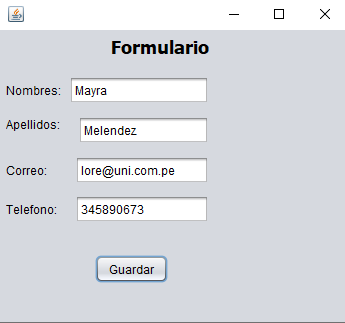 Formulario
Nombres: Mayra
Apellidos: Melendez
Correo: lore@uni.com.pe
Telefono: 345890673
Guardar